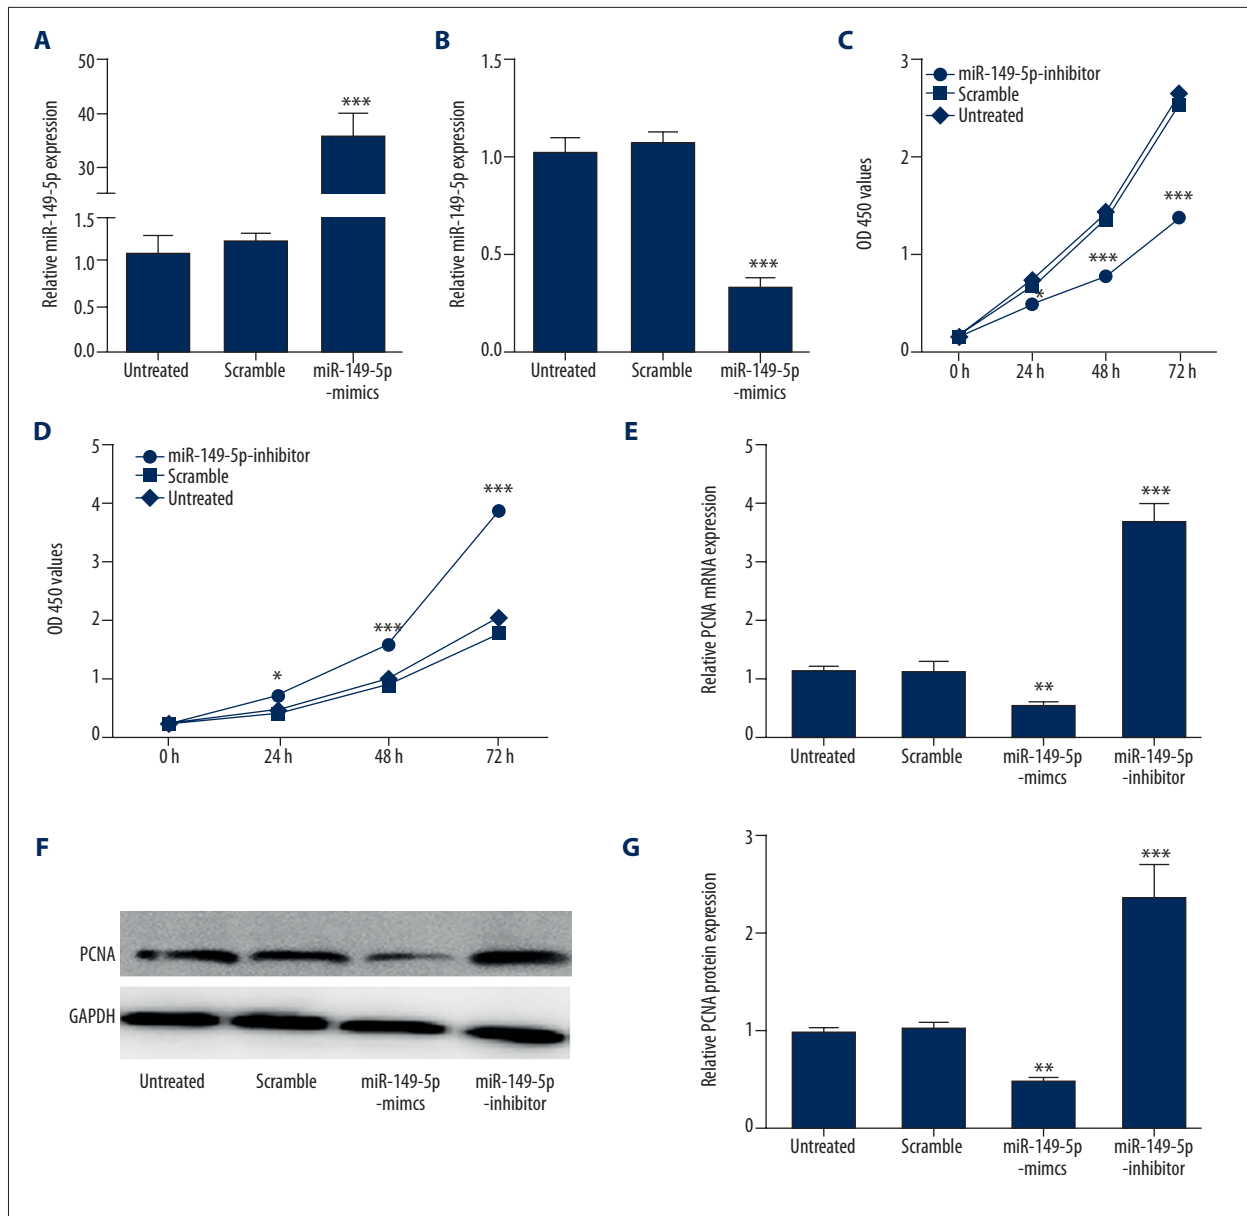 A
Relative miR-149-5p expression
50
40
30
1.5
1.0
0.5
0.0
***
Untreated
Scramble
miR-149-5p
-mimics
B
Relative miR-149-5p expression
1.5
1.0
0.5
0.0
***
Untreated
Scramble
miR-149-5p
-mimics
C
OD 450 values
3
2
1
0
miR-149-5p-inhibitor
Scramble
Untreated
*
***
***
0 h
24 h
48 h
72 h
D
OD 450 values
5
4
3
2
1
0
miR-149-5p-inhibitor
Scramble
Untreated
*
***
***
0 h
24 h
48 h
72 h
E
Relative PCNA mRNA expression
5
4
3
2
1
0
**
***
Untreated
Scramble
miR-149-5p
-mimcs
miR-149-5p
-inhibitor
F
PCNA
GAPDH
Untreated
Scramble
miR-149-5p
-mimcs
miR-149-5p
-inhibitor
G
Relative PCNA protein expression
3
2
1
0
**
***
Untreated
Scramble
miR-149-5p
-mimcs
miR-149-5p
-inhibitor